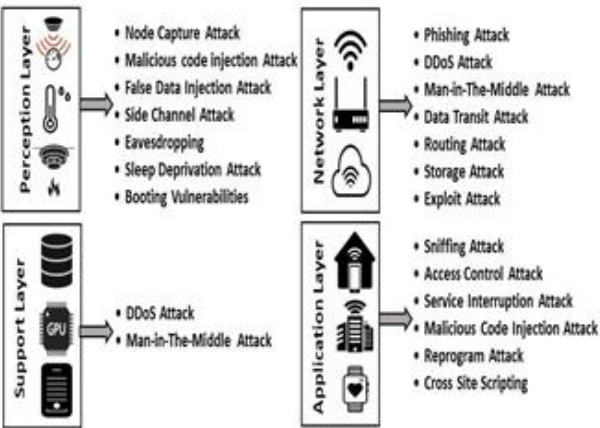 Perception Layer
• Node Capture Attack
• Malicious code injection Attack
• False Data Injection Attack
• Side Channel Attack
• Eavesdropping
• Sleep Deprivation Attack
• Booting Vulnerabilities
Network Layer
• Phishing Attack
• DDoS Attack
• Man-in-The-Middle Attack
• Data Transit Attack
• Routing Attack
• Storage Attack
• Exploit Attack
Support Layer
GPU
• DDoS Attack
• Man-in-The-Middle Attack
Application Layer
• Sniffing Attack
• Access Control Attack
• Service Interruption Attack
• Malicious Code Injection Attack
• Reprogram Attack
• Cross Site Scripting